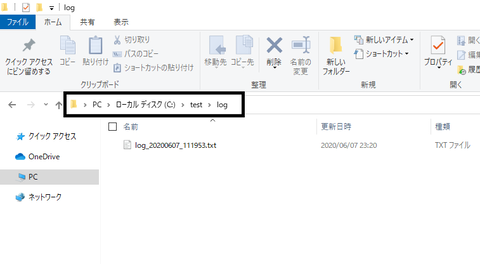 log
ファイル ホーム 共有 表示
クイック アクセス
にピン留めする
コピー
貼り付け
切り取り
パスのコピー
ショートカットの貼り付け
クリップボード
移動先
コピー先
削除
名前の
変更
整理
新しい
フォルダー
新しいアイテム
ショートカット
新規
プロパティ
開く
編集
履歴
開く
PC ローカル ディスク (C:) test log
名前 更新日時 種類
クイック アクセス
log_20200607_111953.txt 2020/06/07 23:20 TXT ファイル
OneDrive
PC
ネットワーク